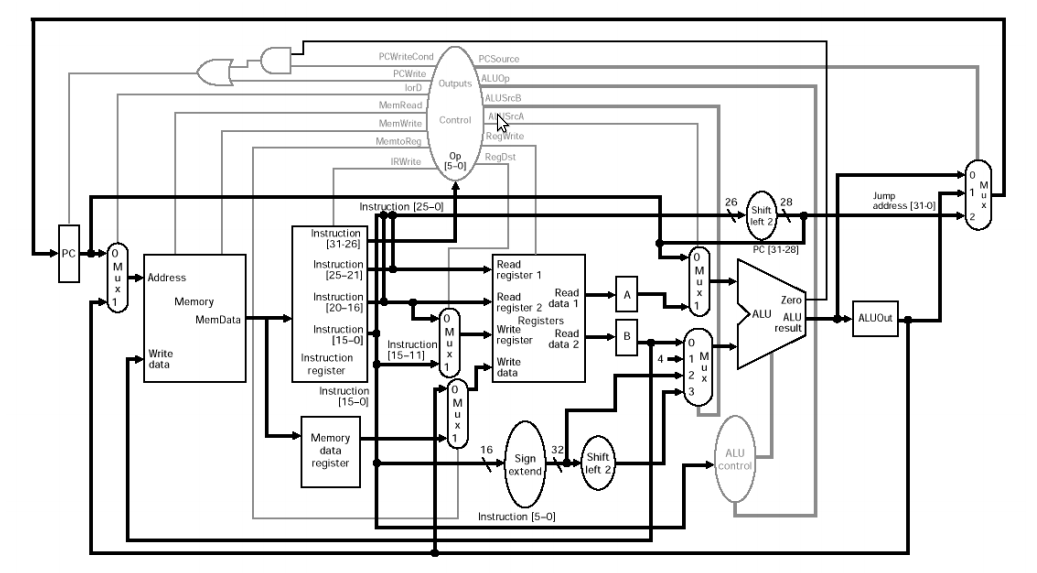 PCWriteCond
PCWrite
IorD
MemRead
MemWrite
MemtoReg
IRWrite
Outputs
Control
Op
[5-0]
PCSource
ALUOp
ALUSrcB
ALUSrcA
RegWrite
RegDst
Instruction [25-0]
26
Shift
left 2
28
Jump
address [31-0]
PC [31-28]
0
1
2
M
u
x
PC
0
M
u
x
1
Address
Memory
MemData
Write
data
Instruction
[31-26]
Instruction
[25-21]
Instruction
[20-16]
Instruction
[15-0]
Instruction
register
Instruction
[15-11]
Instruction
[15-0]
0
M
u
x
1
0
M
u
x
1
Memory
data
register
Read
register 1
Read
register 2
Registers
Write
register
Write
data
Read
data 1
Read
data 2
A
B
4
0
M
u
x
1
0
1
2
3
M
u
x
ALU
Zero
ALU
result
ALUOut
16
Sign
extend
32
Shift
left 2
ALU
control
Instruction [5-0]